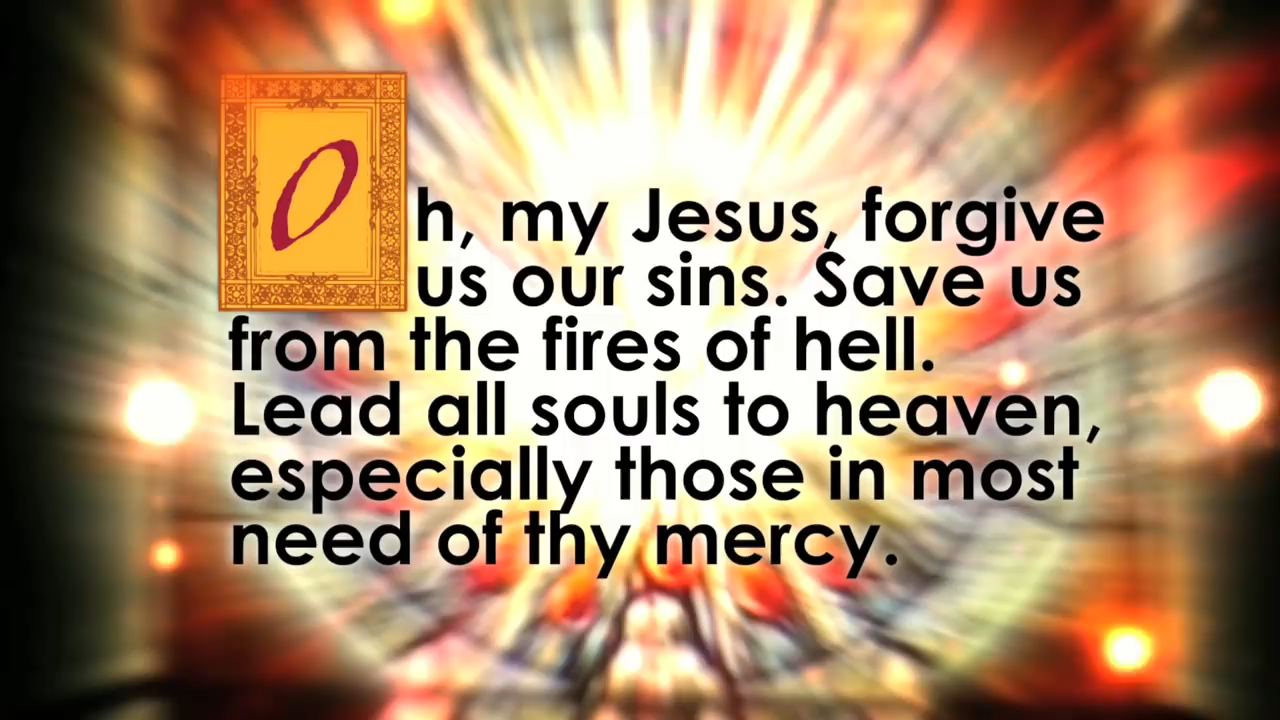 Oh, my Jesus, forgive
us our sins. Save us
from the fires of hell.
Lead all souls to heaven,
especially those in most
need of thy mercy.